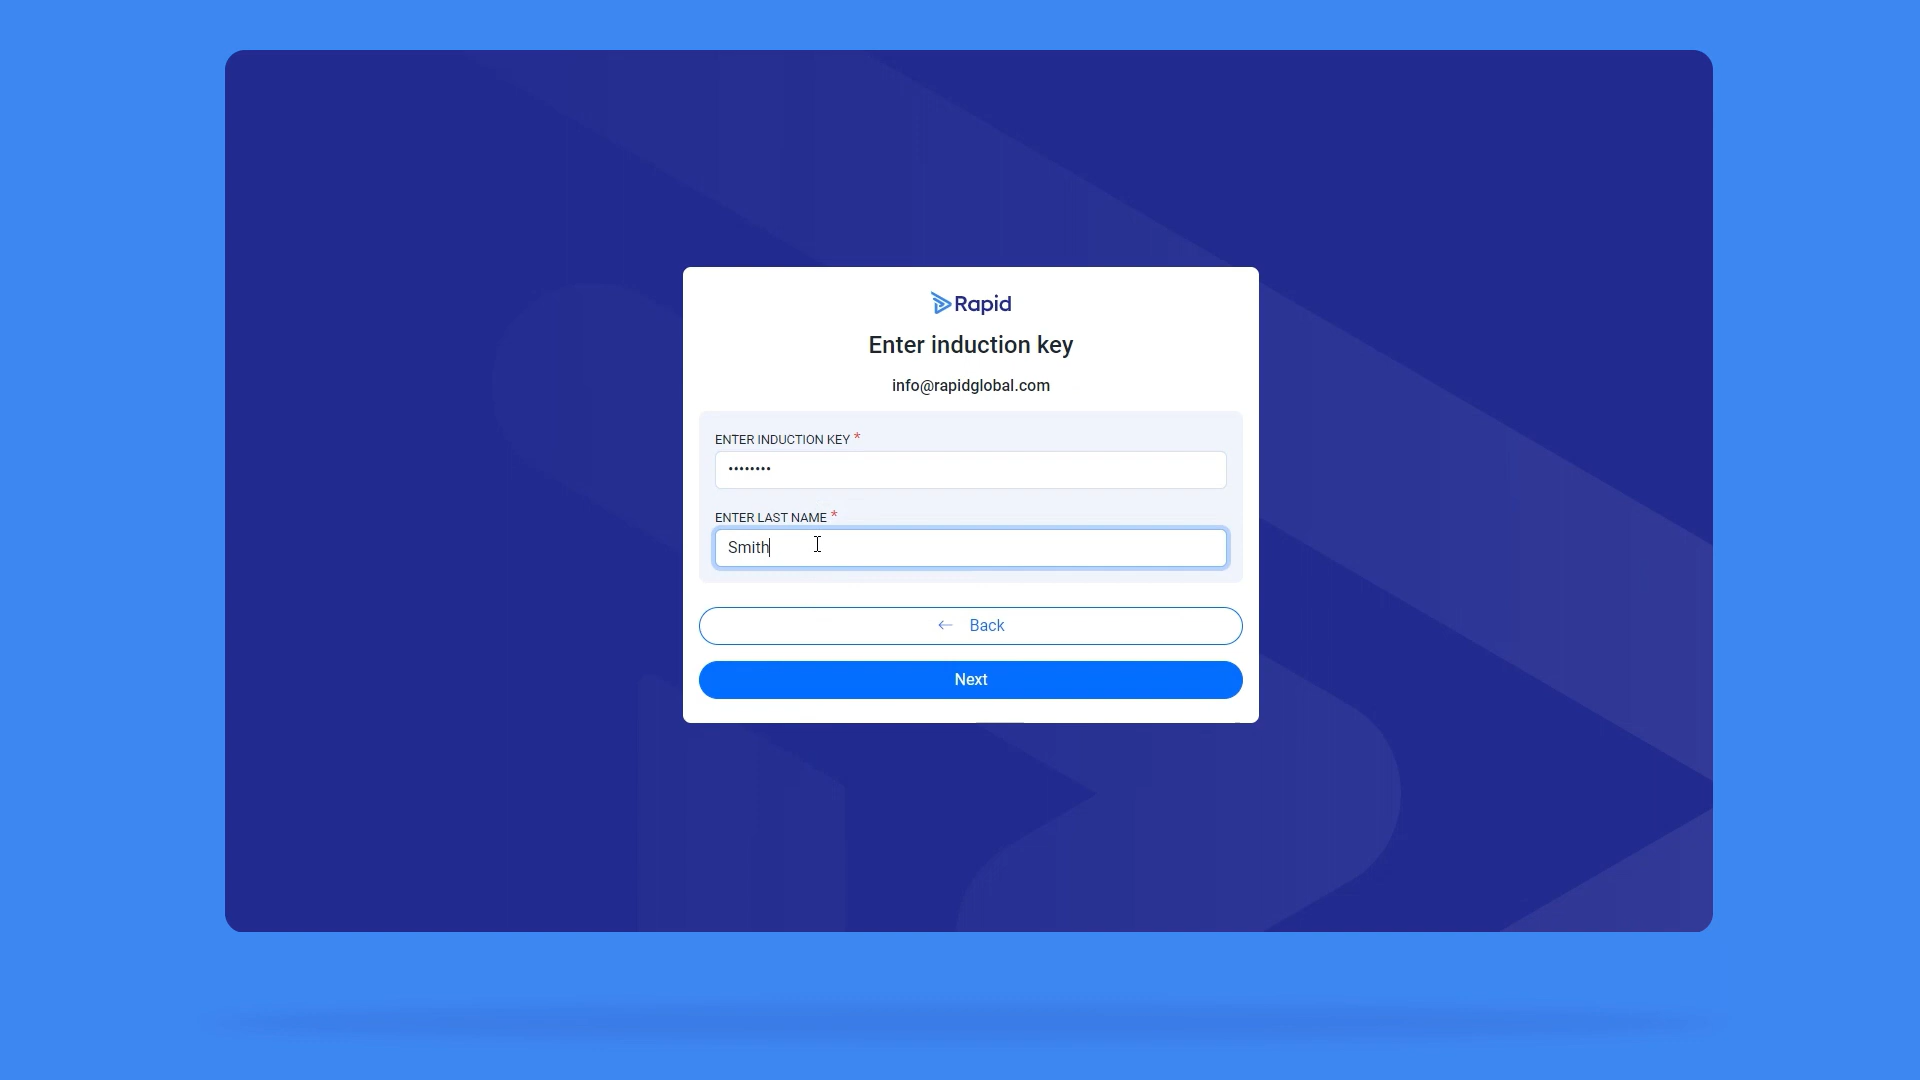 Rapid
Enter induction key
info@rapidglobal.com
ENTER INDUCTION KEY *
••••••••
ENTER LAST NAME *
Smith
← Back
Next